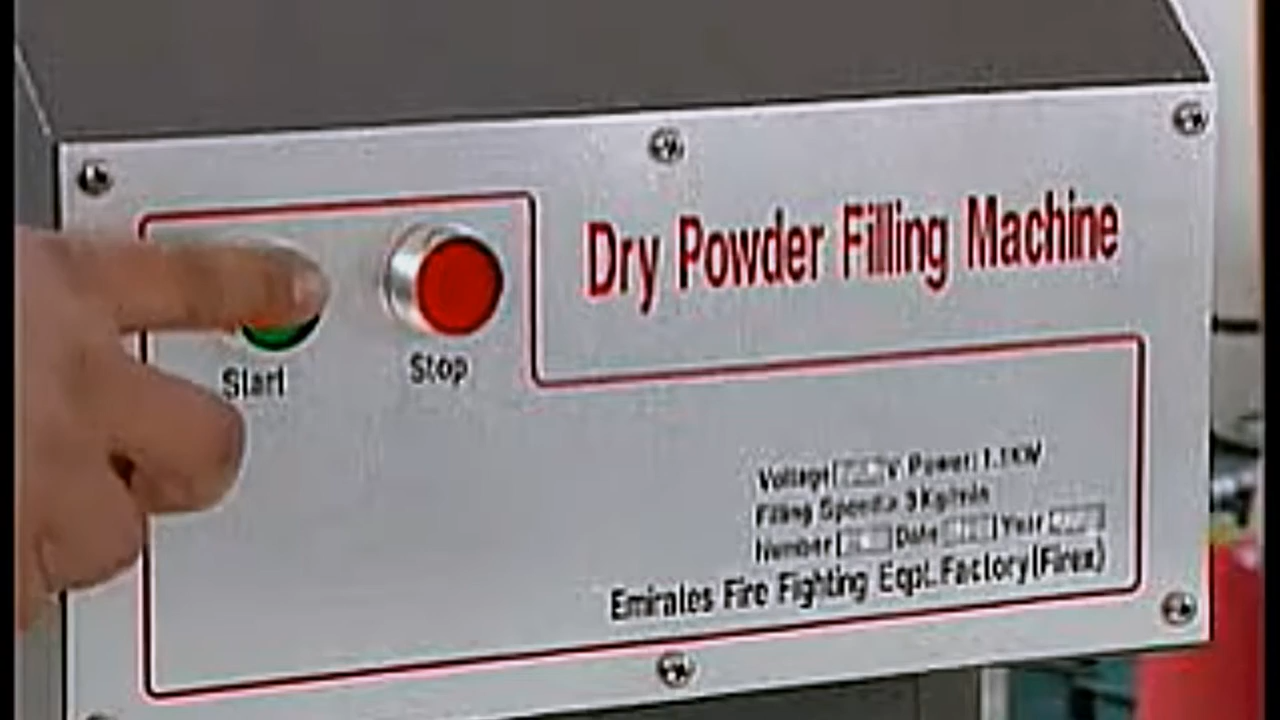 Dry Powder Filling Machine
Start
Stop
Voltage V Power: 1.1KW
Filling Speed: Kg/min
Number Date Year
Emirates Fire Fighting Eqpt. Factory (Firex)